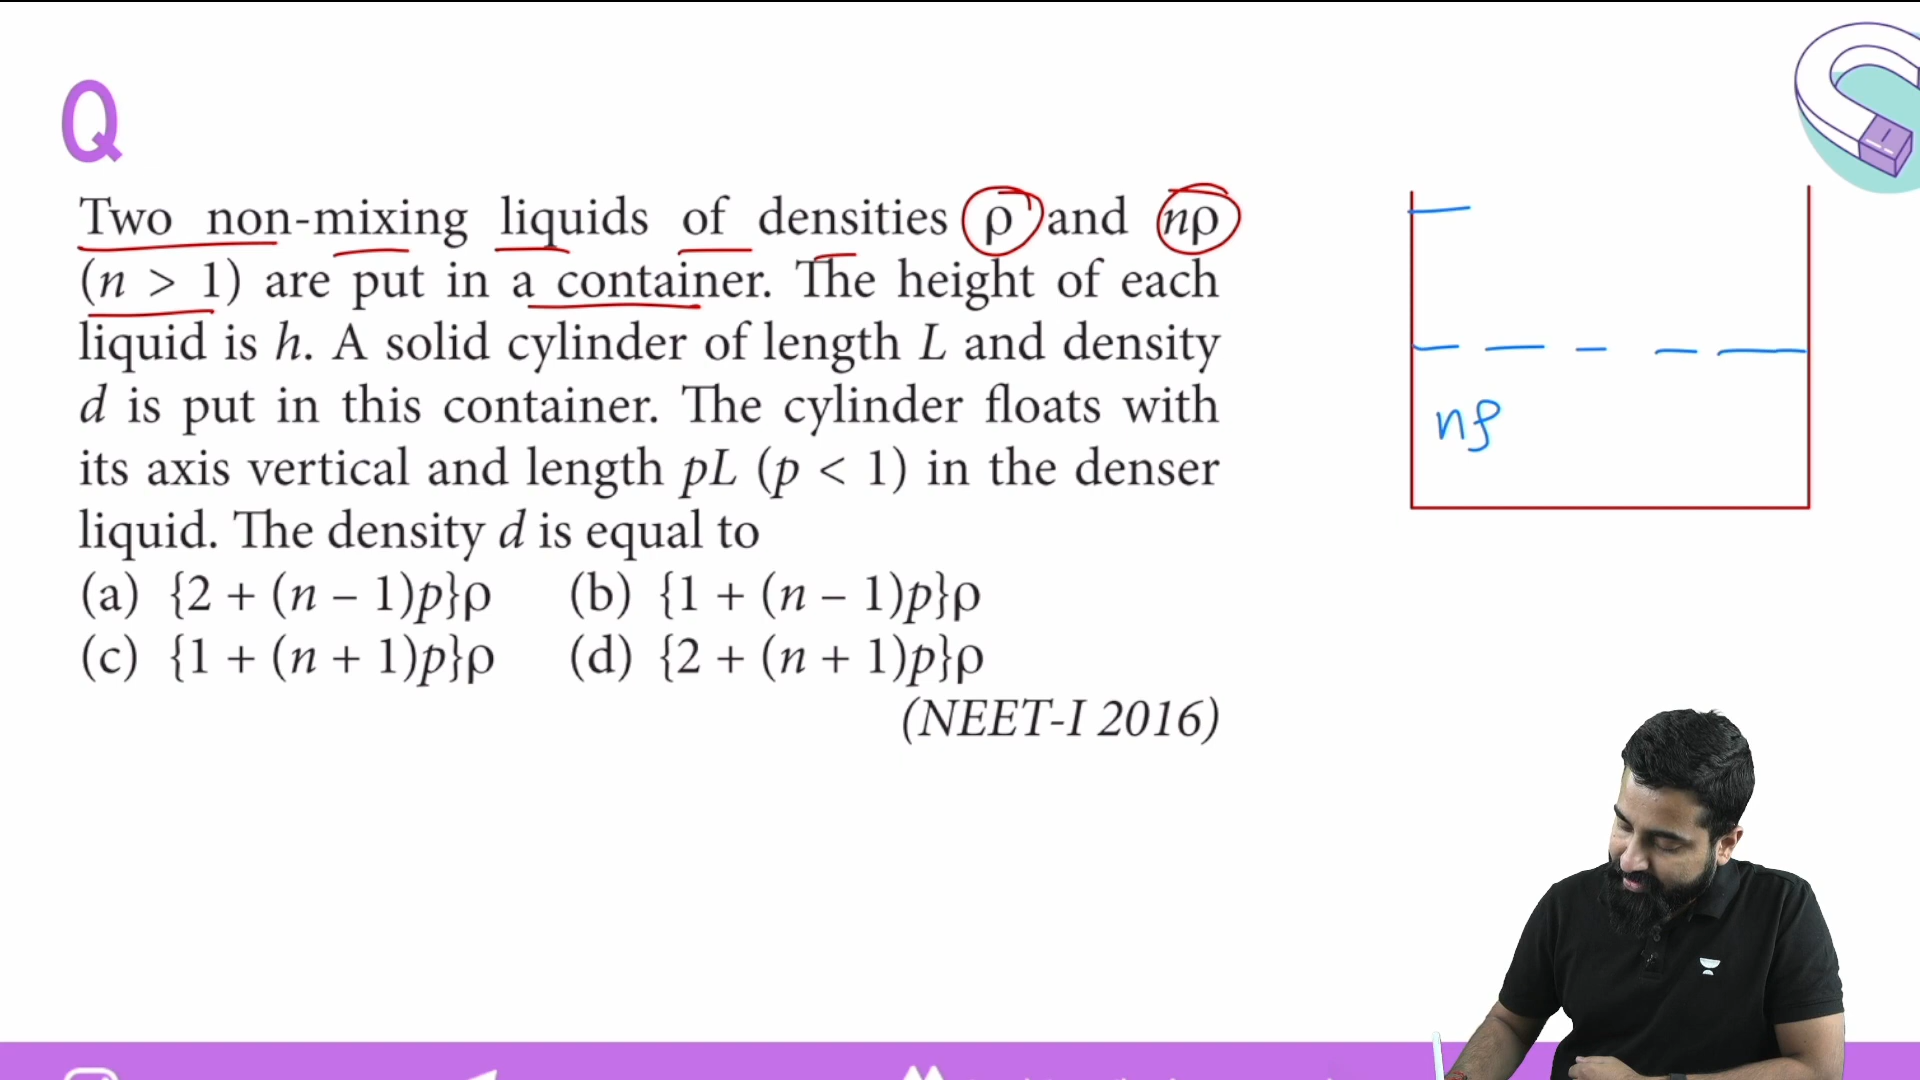 Q
Two non-mixing liquids of densities ρ and nρ
(n > 1) are put in a container. The height of each
liquid is h. A solid cylinder of length L and density
d is put in this container. The cylinder floats with
its axis vertical and length pL (p < 1) in the denser
liquid. The density d is equal to
(a) {2 + (n – 1)p}ρ (b) {1 + (n – 1)p}ρ
(c) {1 + (n + 1)p}ρ (d) {2 + (n + 1)p}ρ
(NEET-I 2016)
nρ